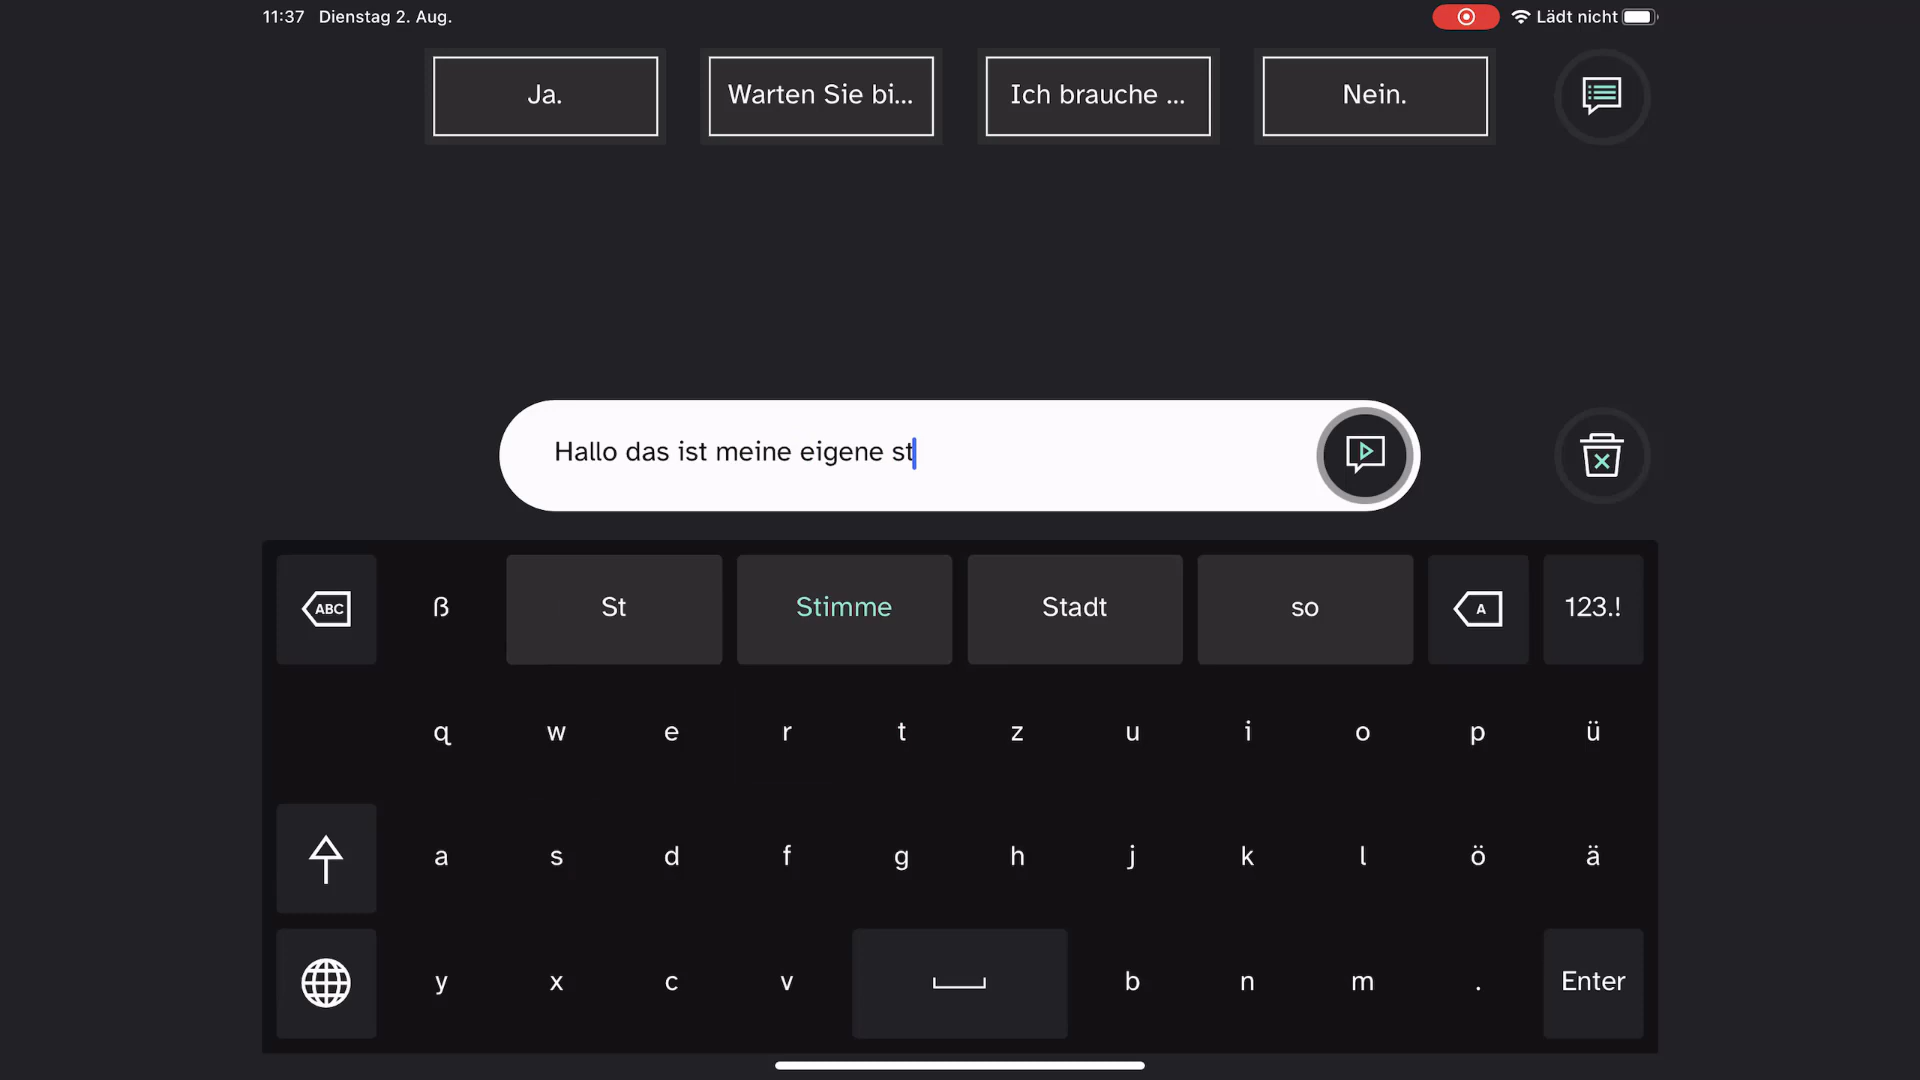 11:37 Dienstag 2. Aug.
Lädt nicht
Ja.
Warten Sie bi...
Ich brauche ...
Nein.
Hallo das ist meine eigene st
ABC ß St Stimme Stadt so A 123.!
q w e r t z u i o p ü
a s d f g h j k l ö ä
y x c v b n m . Enter